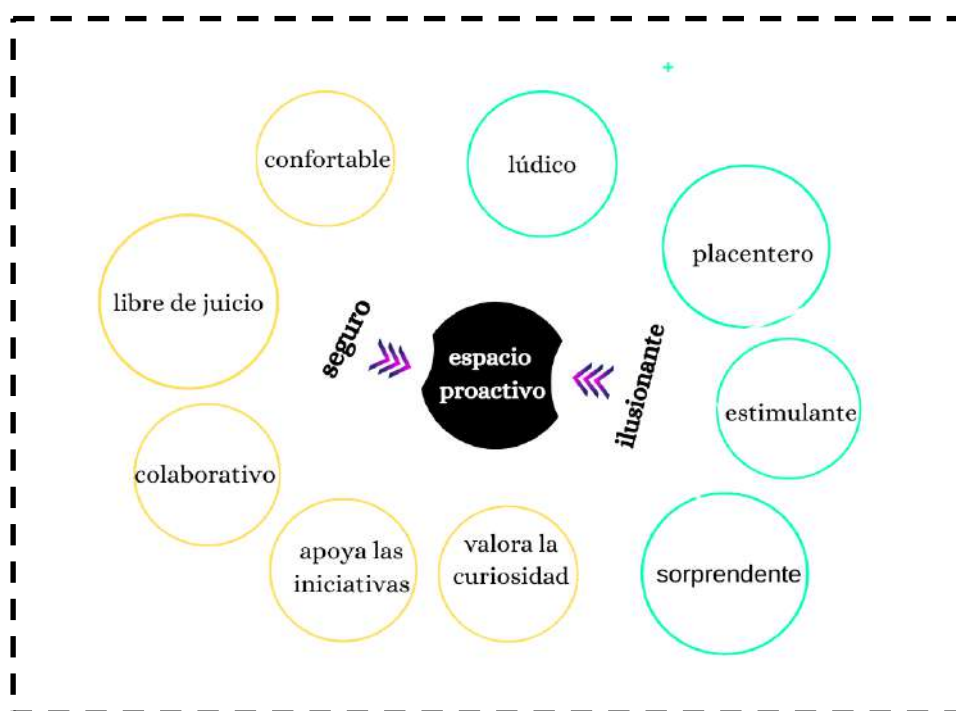 confortable
lúdico
placentero
libre de juicio
seguro
espacio
proactivo
ilusionante
estimulante
colaborativo
apoya las
iniciativas
valora la
curiosidad
sorprendente